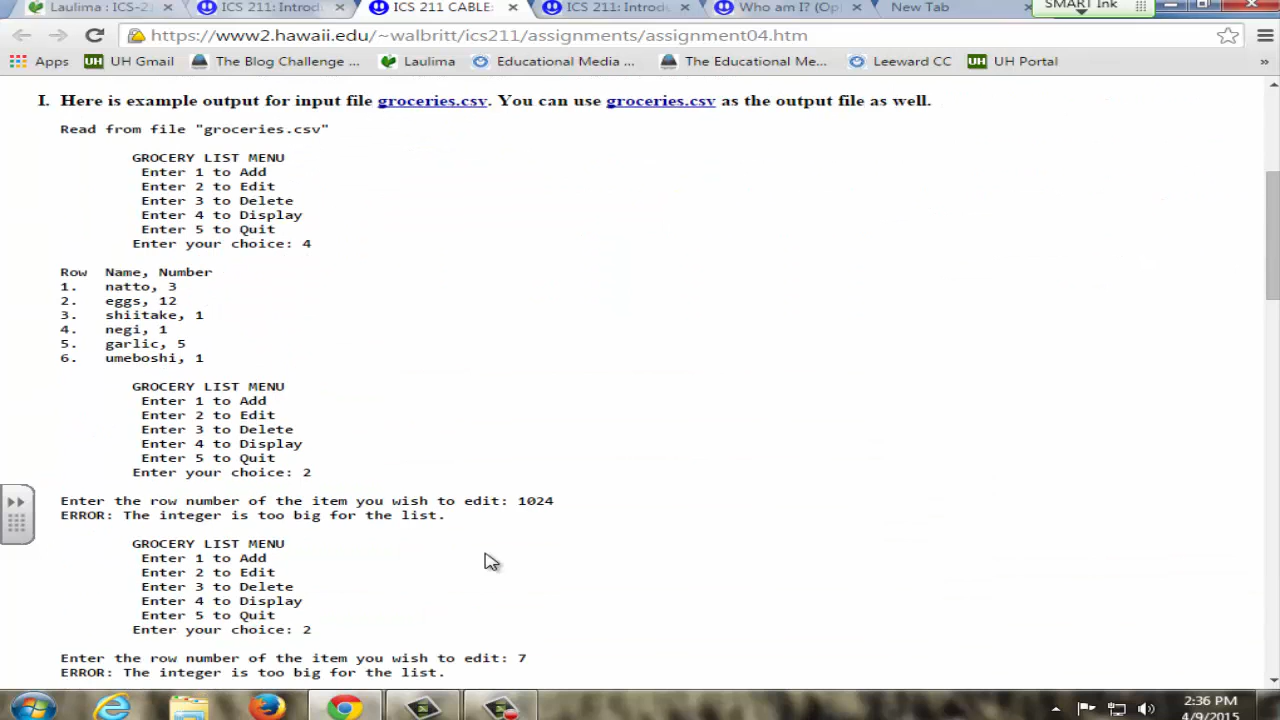 Laulima : ICS-2
ICS 211: Introdu
ICS 211 CABLE:
ICS 211: Introdu
Who am I? (Op
New Tab
SMART Ink
https://www2.hawaii.edu/~walbritt/ics211/assignments/assignment04.htm
Apps
UH Gmail
The Blog Challenge ...
Laulima
Educational Media ...
The Educational Me...
Leeward CC
UH Portal
I. Here is example output for input file groceries.csv. You can use groceries.csv as the output file as well.
Read from file "groceries.csv"
GROCERY LIST MENU
Enter 1 to Add
Enter 2 to Edit
Enter 3 to Delete
Enter 4 to Display
Enter 5 to Quit
Enter your choice: 4
Row Name, Number
1. natto, 3
2. eggs, 12
3. shiitake, 1
4. negi, 1
5. garlic, 5
6. umeboshi, 1
GROCERY LIST MENU
Enter 1 to Add
Enter 2 to Edit
Enter 3 to Delete
Enter 4 to Display
Enter 5 to Quit
Enter your choice: 2
Enter the row number of the item you wish to edit: 1024
ERROR: The integer is too big for the list.
GROCERY LIST MENU
Enter 1 to Add
Enter 2 to Edit
Enter 3 to Delete
Enter 4 to Display
Enter 5 to Quit
Enter your choice: 2
Enter the row number of the item you wish to edit: 7
ERROR: The integer is too big for the list.
2:36 PM
4/9/2015